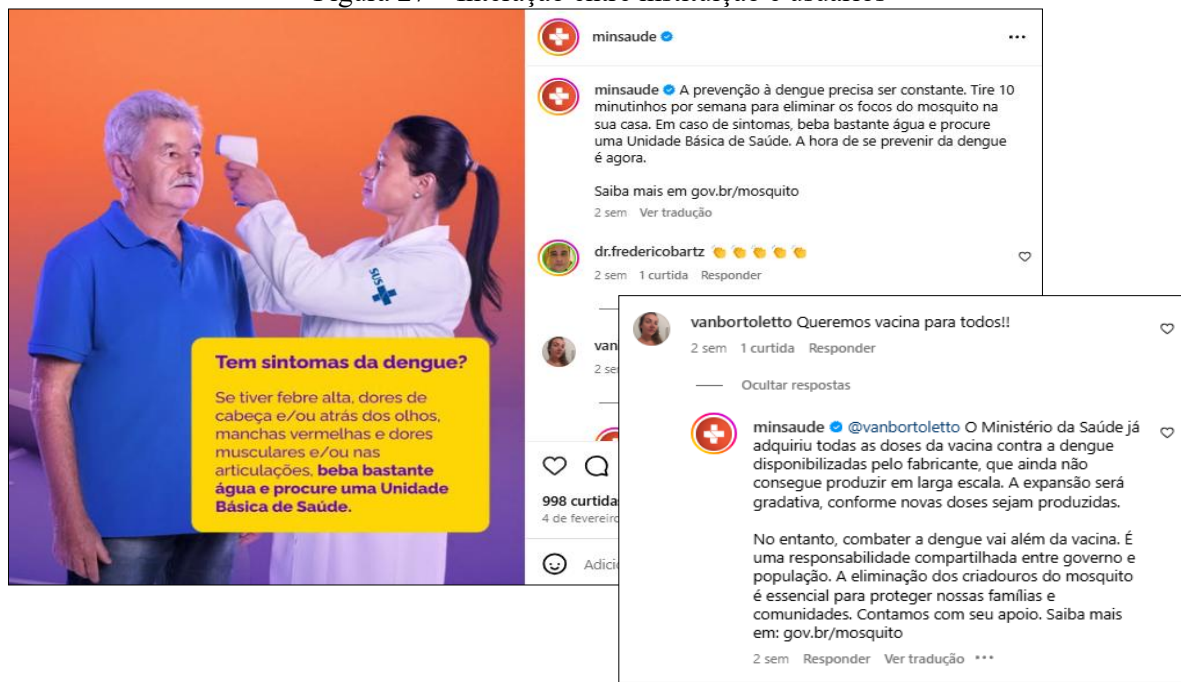 minsaude
minsaude A prevenção à dengue precisa ser constante. Tire 10
minutinhos por semana para eliminar os focos do mosquito na
sua casa. Em caso de sintomas, beba bastante água e procure
uma Unidade Básica de Saúde. A hora de se prevenir da dengue
é agora.
Saiba mais em gov.br/mosquito
2 sem Ver tradução
dr.fredericobartz 👏👏👏👏👏
2 sem 1 curtida Responder
van
2 se
998 curtidas
4 de fevereiro
Adici
SUS
Tem sintomas da dengue?
Se tiver febre alta, dores de
cabeça e/ou atrás dos olhos,
manchas vermelhas e dores
musculares e/ou nas
articulações, beba bastante
água e procure uma Unidade
Básica de Saúde.
vanbortoletto Queremos vacina para todos!!
2 sem 1 curtida Responder
Ocultar respostas
minsaude @vanbortoletto O Ministério da Saúde já
adquiriu todas as doses da vacina contra a dengue
disponibilizadas pelo fabricante, que ainda não
consegue produzir em larga escala. A expansão será
gradativa, conforme novas doses sejam produzidas.
No entanto, combater a dengue vai além da vacina. É
uma responsabilidade compartilhada entre governo e
população. A eliminação dos criadouros do mosquito
é essencial para proteger nossas famílias e
comunidades. Contamos com seu apoio. Saiba mais
em: gov.br/mosquito
2 sem Responder Ver tradução